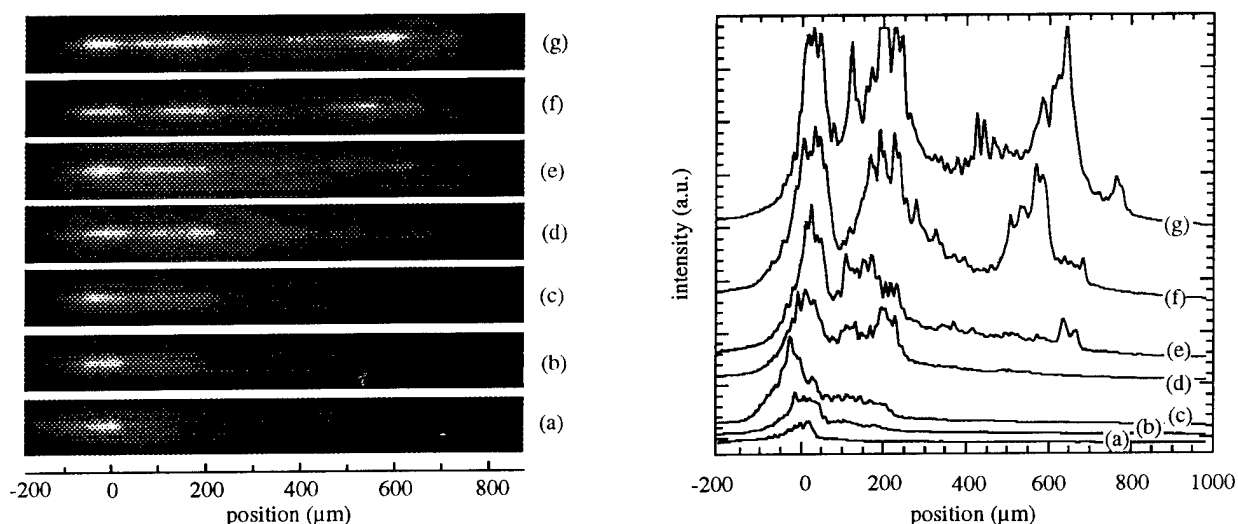 (g)
(f)
(e)
(d)
(c)
(b)
(a)
-200 0 200 400 600 800
position (µm)
intensity (a.u.)
(g)
(f)
(e)
(d)
(c)
(b)
(a)
-200 0 200 400 600 800 1000
position (µm)